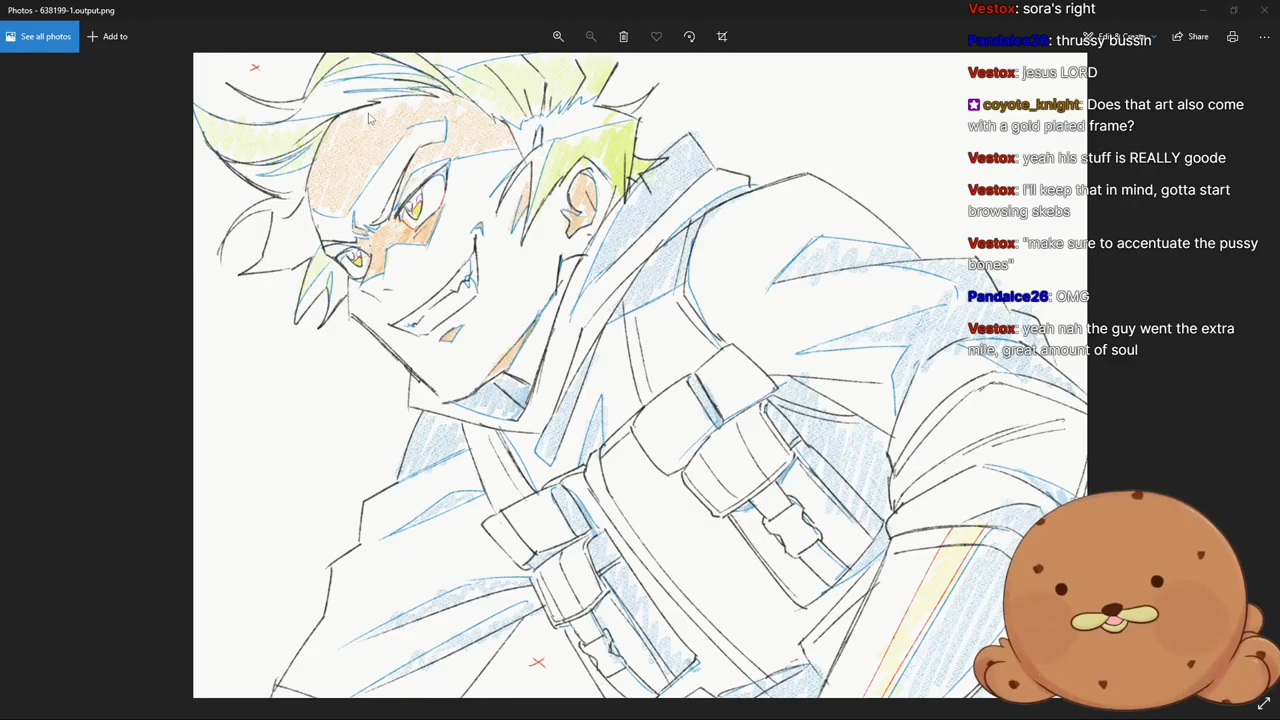 Photos - 638199-1.output.png
See all photos
Add to
Edit & Create
Share
Vestox: sora's right
Pandaice26: thrussy bussin
Vestox: jesus LORD
coyote_knight: Does that art also come
with a gold plated frame?
Vestox: yeah his stuff is REALLY goode
Vestox: I'll keep that in mind, gotta start
browsing skebs
Vestox: "make sure to accentuate the pussy
bones"
Pandaice26: OMG
Vestox: yeah nah the guy went the extra
mile, great amount of soul